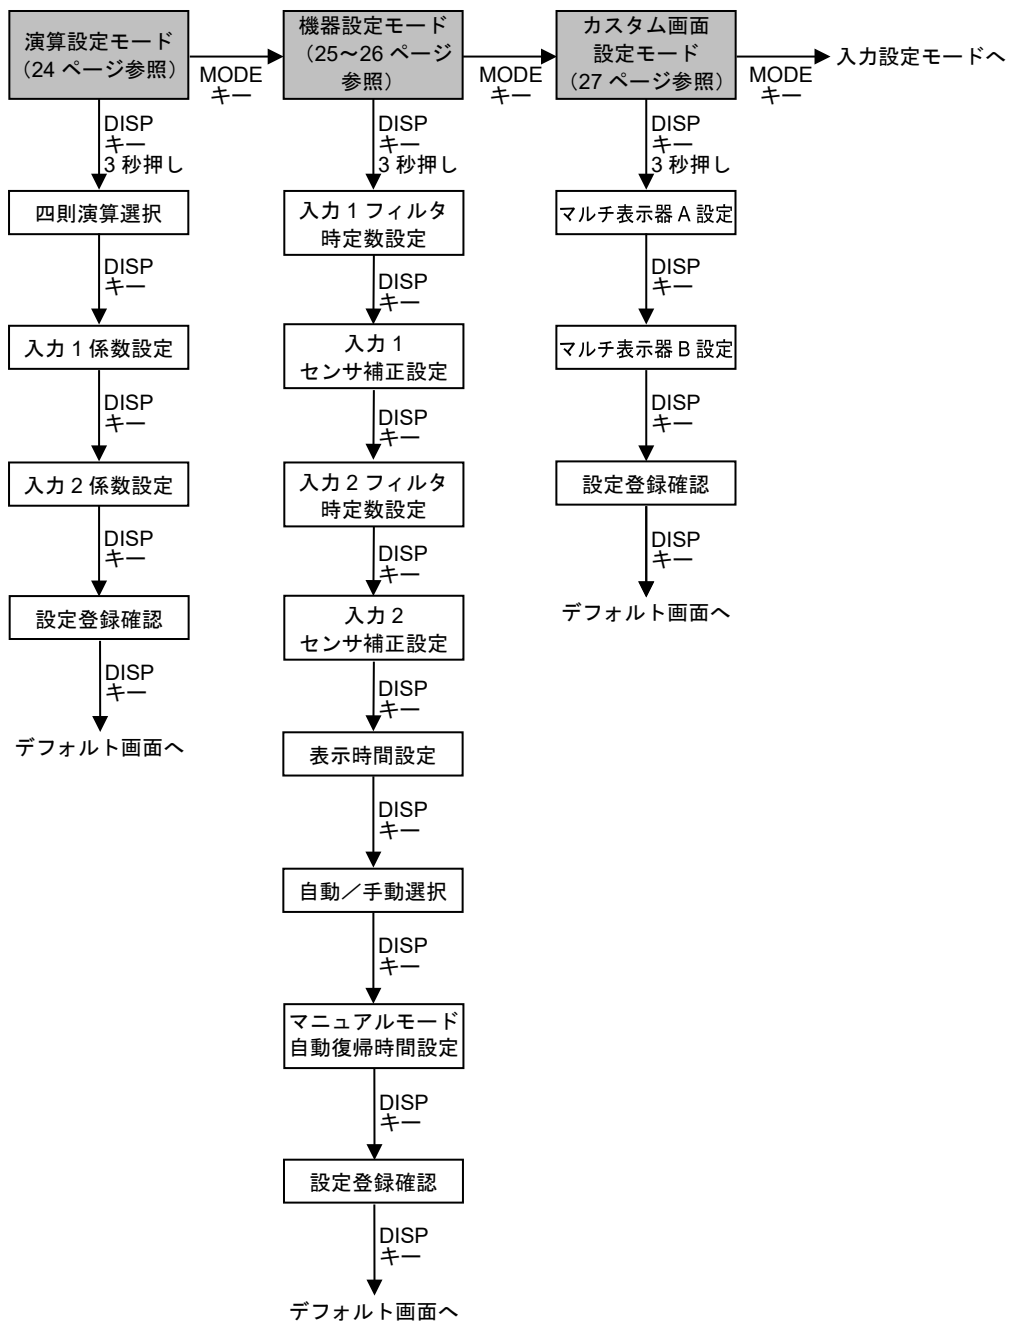 演算設定モード
（24 ページ参照）
MODE
キー
機器設定モード
（25～26 ページ
参照）
MODE
キー
カスタム画面
設定モード
（27 ページ参照）
MODE
キー
入力設定モードへ
DISP
キー
3 秒押し
四則演算選択
DISP
キー
入力 1 係数設定
DISP
キー
入力 2 係数設定
DISP
キー
設定登録確認
DISP
キー
デフォルト画面へ
DISP
キー
3 秒押し
入力 1 フィルタ
時定数設定
DISP
キー
入力 1
センサ補正設定
DISP
キー
入力 2 フィルタ
時定数設定
DISP
キー
入力 2
センサ補正設定
DISP
キー
表示時間設定
DISP
キー
自動／手動選択
DISP
キー
マニュアルモード
自動復帰時間設定
DISP
キー
設定登録確認
DISP
キー
デフォルト画面へ
DISP
キー
3 秒押し
マルチ表示器 A 設定
DISP
キー
マルチ表示器 B 設定
DISP
キー
設定登録確認
DISP
キー
デフォルト画面へ